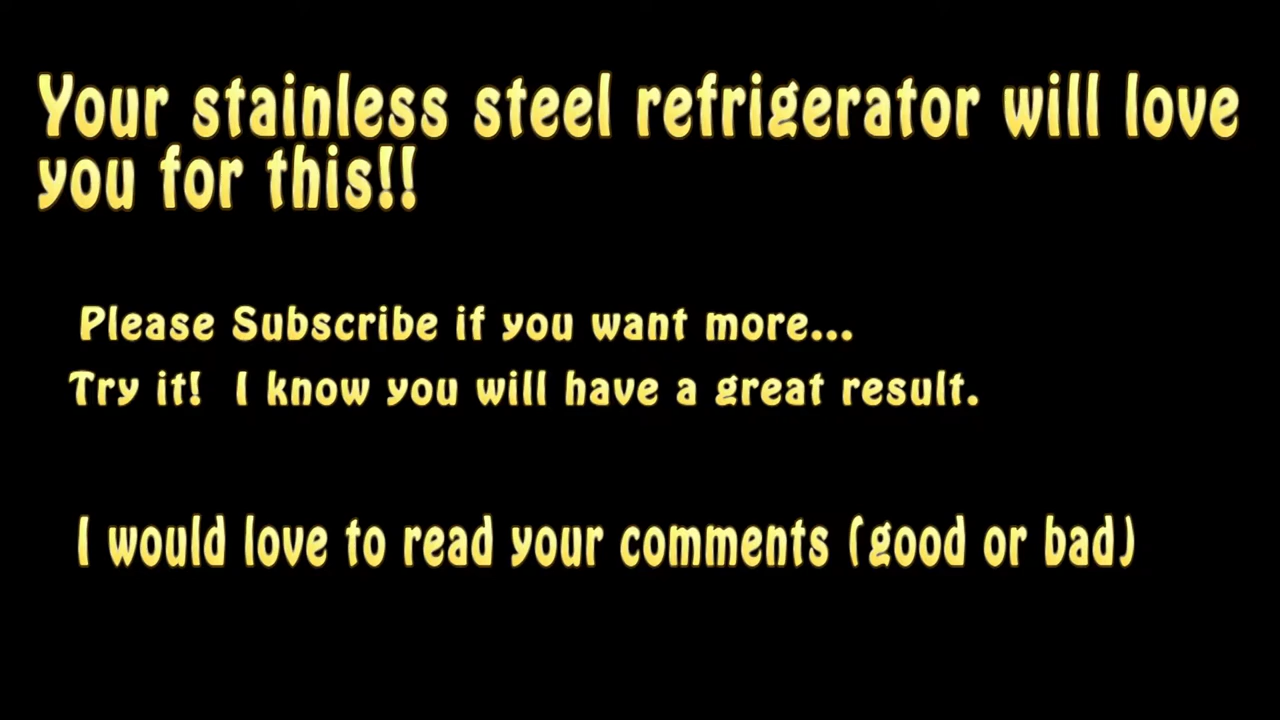 Your stainless steel refrigerator will love
you for this!!
Please Subscribe if you want more...
Try it!  I know you will have a great result.
I would love to read your comments (good or bad)